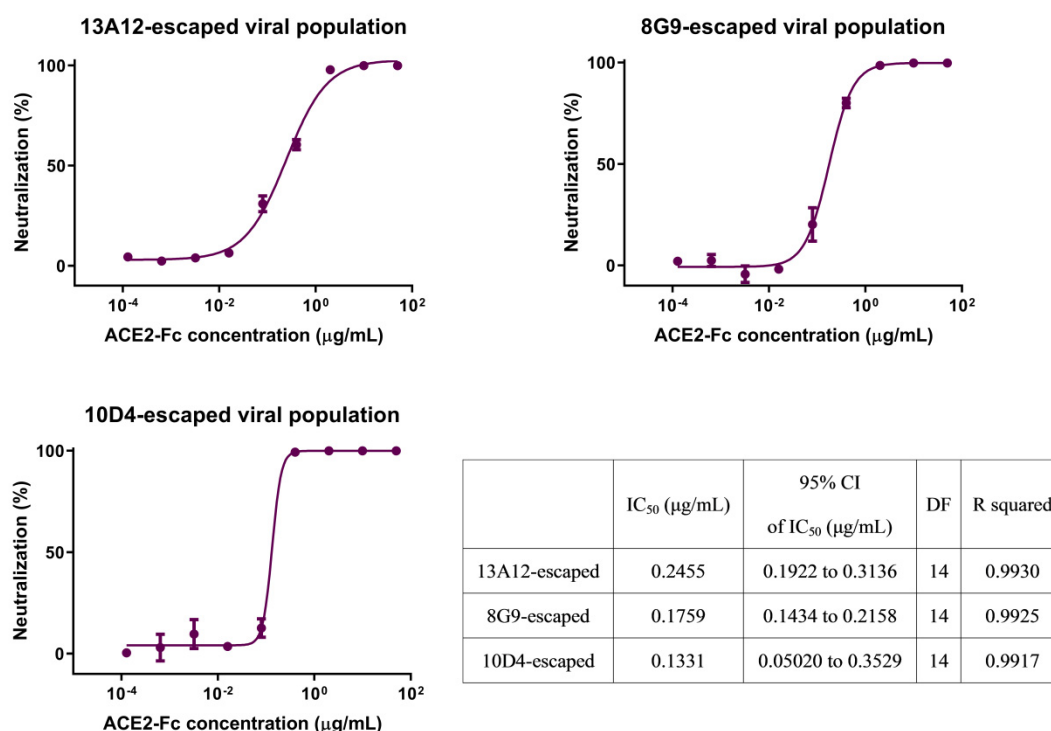 13A12-escaped viral population
100
50
0
Neutralization (%)
10⁻⁴ 10⁻² 10⁰ 10²
ACE2-Fc concentration (μg/mL)
8G9-escaped viral population
100
50
0
Neutralization (%)
10⁻⁴ 10⁻² 10⁰ 10²
ACE2-Fc concentration (μg/mL)
10D4-escaped viral population
100
50
0
Neutralization (%)
10⁻⁴ 10⁻² 10⁰ 10²
ACE2-Fc concentration (μg/mL)
IC₅₀ (μg/mL) 95% CI of IC₅₀ (μg/mL) DF R squared
13A12-escaped 0.2455 0.1922 to 0.3136 14 0.9930
8G9-escaped 0.1759 0.1434 to 0.2158 14 0.9925
10D4-escaped 0.1331 0.05020 to 0.3529 14 0.9917